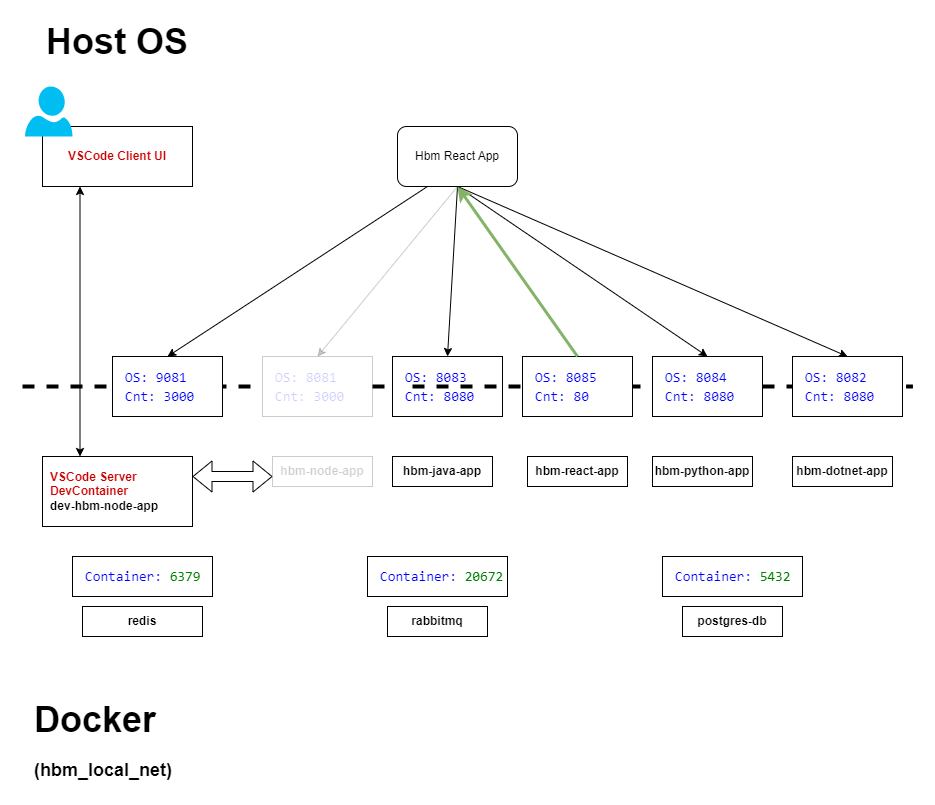 Host OS
VSCode Client UI
Hbm React App
OS: 9081
Cnt: 3000
OS: 8081
Cnt: 3000
OS: 8083
Cnt: 8080
OS: 8085
Cnt: 80
OS: 8084
Cnt: 8080
OS: 8082
Cnt: 8080
VSCode Server
DevContainer
dev-hbm-node-app
hbm-node-app
hbm-java-app
hbm-react-app
hbm-python-app
hbm-dotnet-app
Container: 6379
redis
Container: 20672
rabbitmq
Container: 5432
postgres-db
Docker
(hbm_local_net)